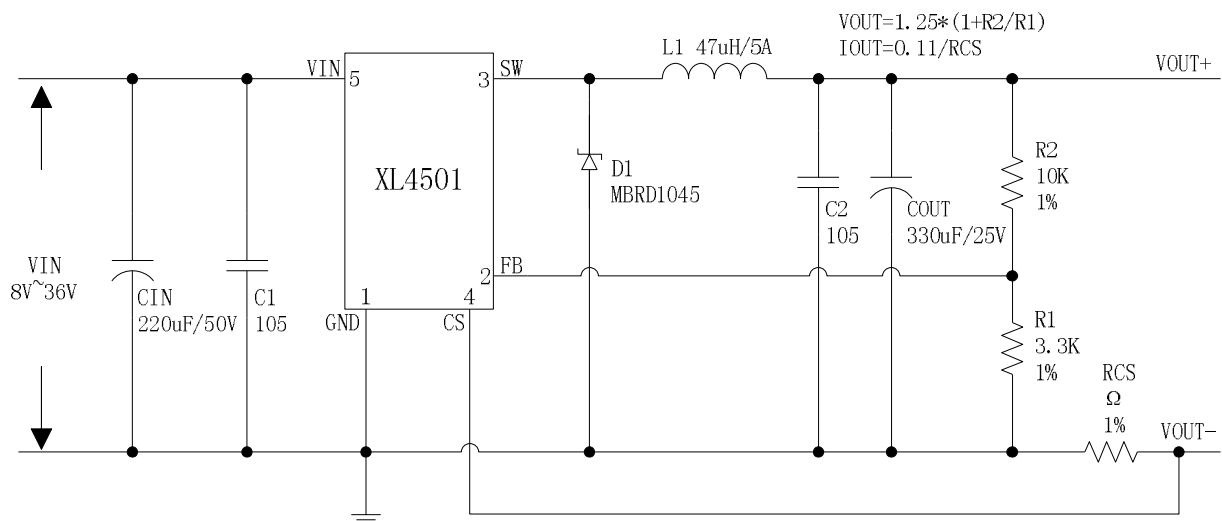 VOUT=1.25*(1+R2/R1)
IOUT=0.11/RCS
L1 47uH/5A
VIN
5
3
SW
VOUT+
XL4501
D1
MBRD1045
R2
10K
1%
C2
105
COUT
330uF/25V
VIN
8V~36V
CIN
220uF/50V
C1
105
2
FB
1
4
GND
CS
R1
3.3K
1%
RCS
Ω
1%
VOUT-